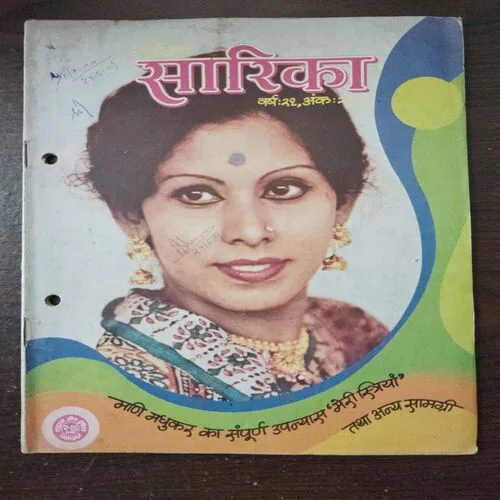 सारिका
वर्ष:२१, अंक:
मणि मधुकर का संपूर्ण उपन्यास 'मेरी स्त्रियां'
तथा अन्य सामग्री